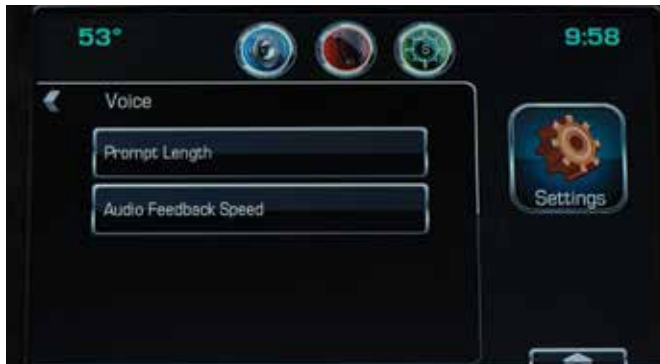 53°
9:58
Voice
Prompt Length
Audio Feedback Speed
Settings